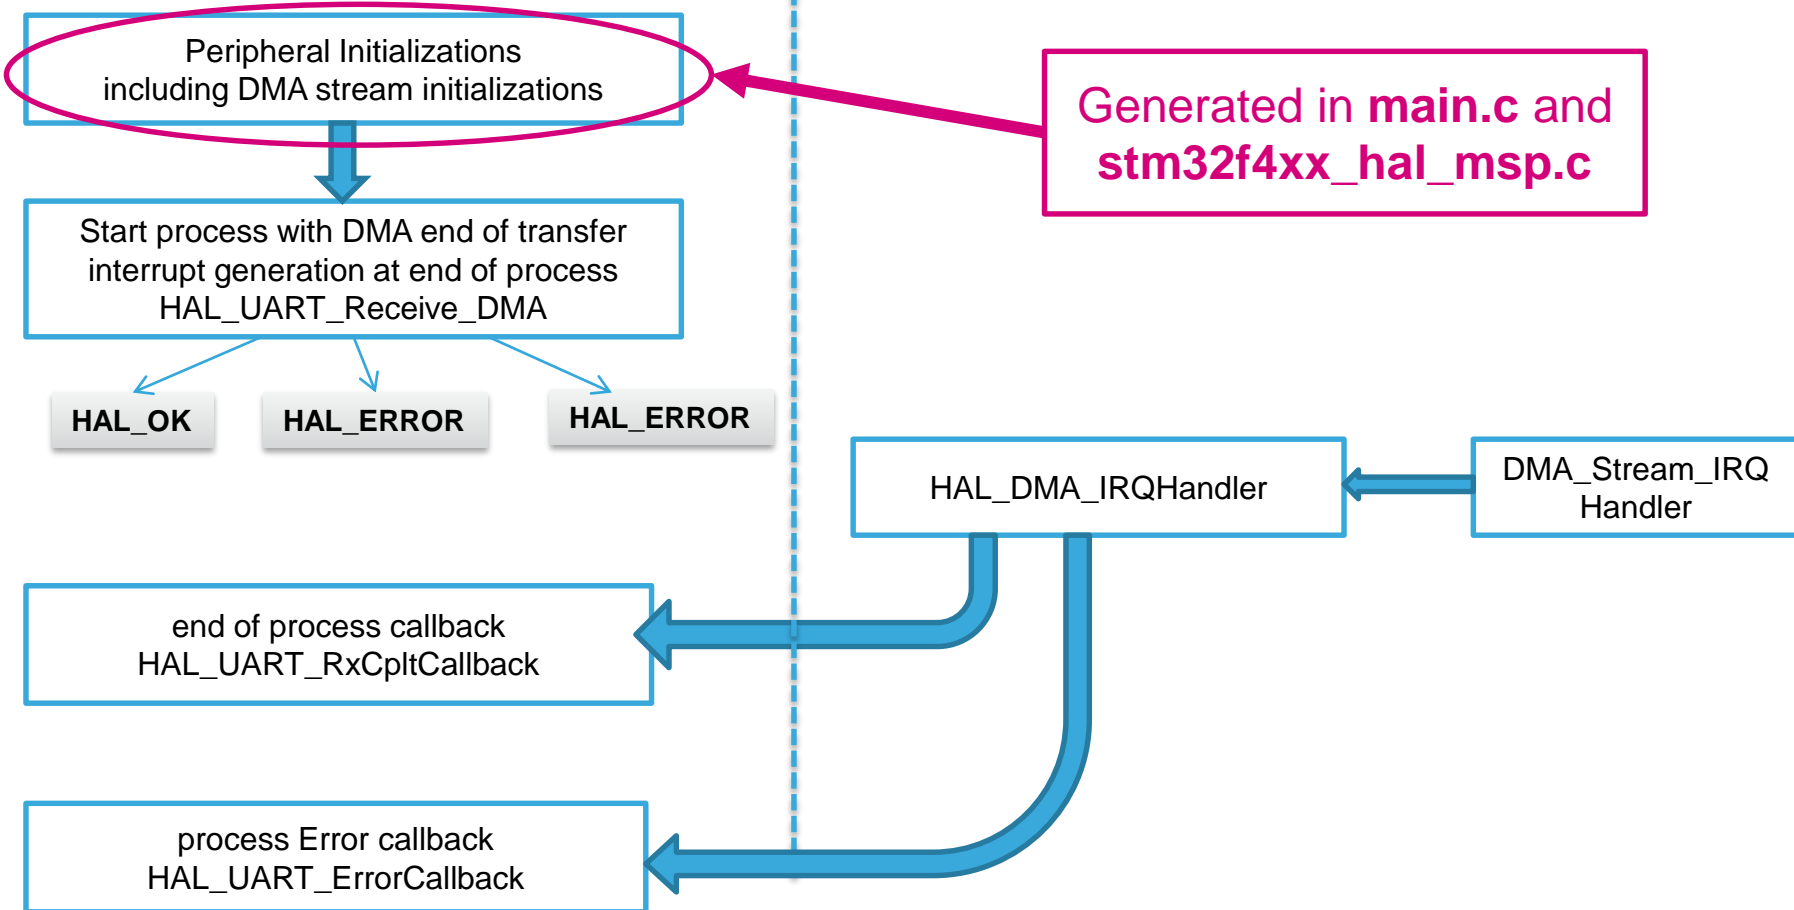 Peripheral Initializations
including DMA stream initializations
Generated in main.c and
stm32f4xx_hal_msp.c
Start process with DMA end of transfer
interrupt generation at end of process
HAL_UART_Receive_DMA
HAL_OK
HAL_ERROR
HAL_ERROR
HAL_DMA_IRQHandler
DMA_Stream_IRQ
Handler
end of process callback
HAL_UART_RxCpltCallback
process Error callback
HAL_UART_ErrorCallback